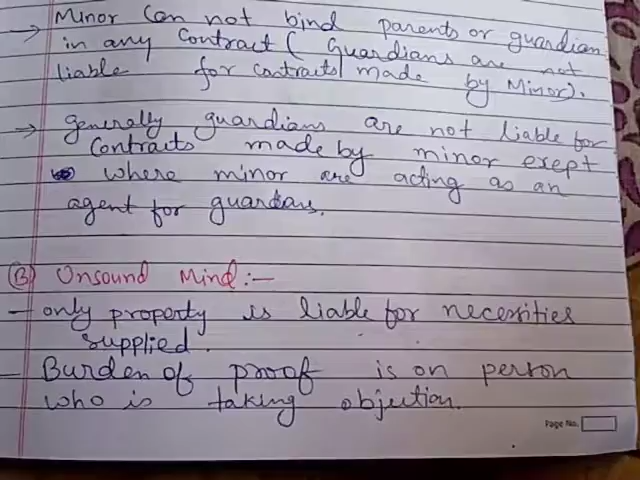 → Minor Can not bind parents or guardian
in any Contract ( Guardians are not
liable for contracts made by Minor).
→ generally guardians are not liable for
Contracts made by minor exept
where minor are acting as an
agent for guardians.
(B) Unsound Mind:-
- only property is liable for necessities
supplied.
- Burden of proof is on person
who is taking objection.
Page No.